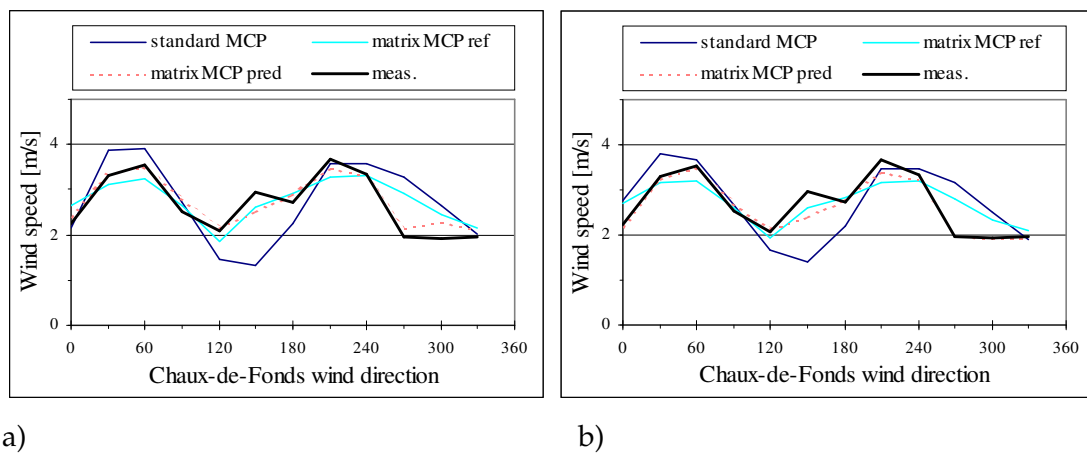 standard MCP matrix MCP ref
matrix MCP pred meas.
Wind speed [m/s]
4
2
0
0 60 120 180 240 300 360
Chaux-de-Fonds wind direction
a)
standard MCP matrix MCP ref
matrix MCP pred meas.
Wind speed [m/s]
4
2
0
0 60 120 180 240 300 360
Chaux-de-Fonds wind direction
b)